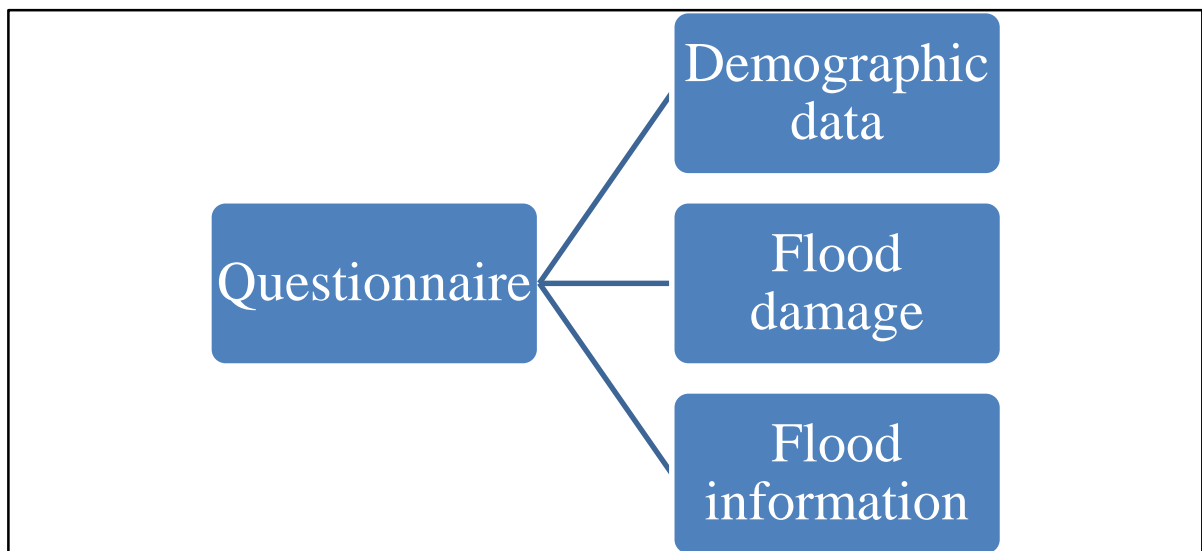 Questionnaire
Demographic
data
Flood
damage
Flood
information